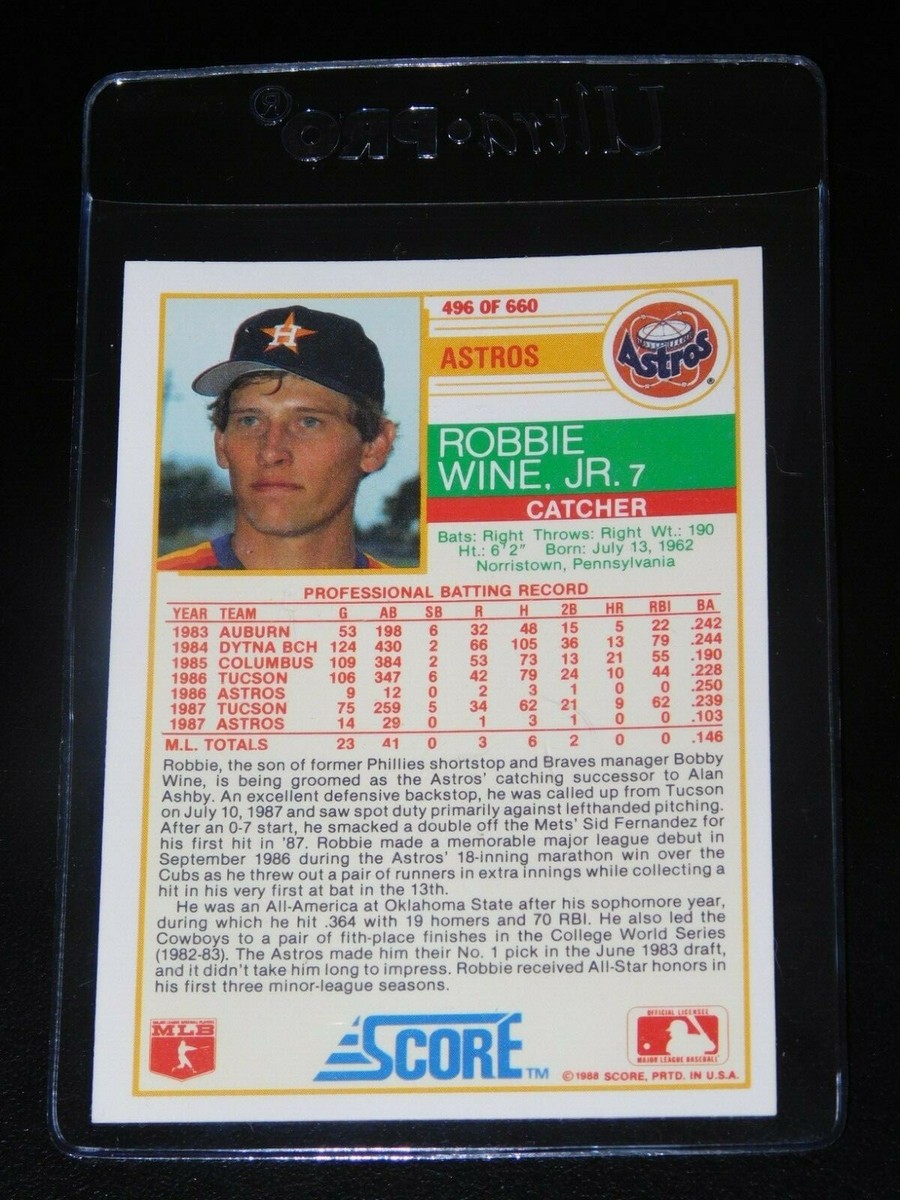 Ultra•PRO®
496 OF 660
ASTROS
Astros®
H
ROBBIE
WINE, JR. 7
CATCHER
Bats: Right Throws: Right Wt.: 190
Ht.: 6'2" Born: July 13, 1962
Norristown, Pennsylvania
PROFESSIONAL BATTING RECORD
YEAR TEAM G AB SB R H 2B HR RBI BA
1983 AUBURN 53 198 6 32 48 15 5 22 .242
1984 DYTNA BCH 124 430 2 66 105 36 13 79 .244
1985 COLUMBUS 109 384 2 53 73 13 21 55 .190
1986 TUCSON 106 347 6 42 79 24 10 44 .228
1986 ASTROS 9 12 0 2 3 1 0 0 .250
1987 TUCSON 75 259 5 34 62 21 9 62 .239
1987 ASTROS 14 29 0 1 3 1 0 0 .103
M.L. TOTALS 23 41 0 3 6 2 0 0 .146
Robbie, the son of former Phillies shortstop and Braves manager Bobby
Wine, is being groomed as the Astros' catching successor to Alan
Ashby. An excellent defensive backstop, he was called up from Tucson
on July 10, 1987 and saw spot duty primarily against lefthanded pitching.
After an 0-7 start, he smacked a double off the Mets' Sid Fernandez for
his first hit in '87. Robbie made a memorable major league debut in
September 1986 during the Astros' 18-inning marathon win over the
Cubs as he threw out a pair of runners in extra innings while collecting a
hit in his very first at bat in the 13th.
He was an All-America at Oklahoma State after his sophomore year,
during which he hit .364 with 19 homers and 70 RBI. He also led the
Cowboys to a pair of fith-place finishes in the College World Series
(1982-83). The Astros made him their No. 1 pick in the June 1983 draft,
and it didn't take him long to impress. Robbie received All-Star honors in
his first three minor-league seasons.
MLB
SCORE™
OFFICIAL LICENSEE
MAJOR LEAGUE BASEBALL
©1988 SCORE, PRTD. IN U.S.A.